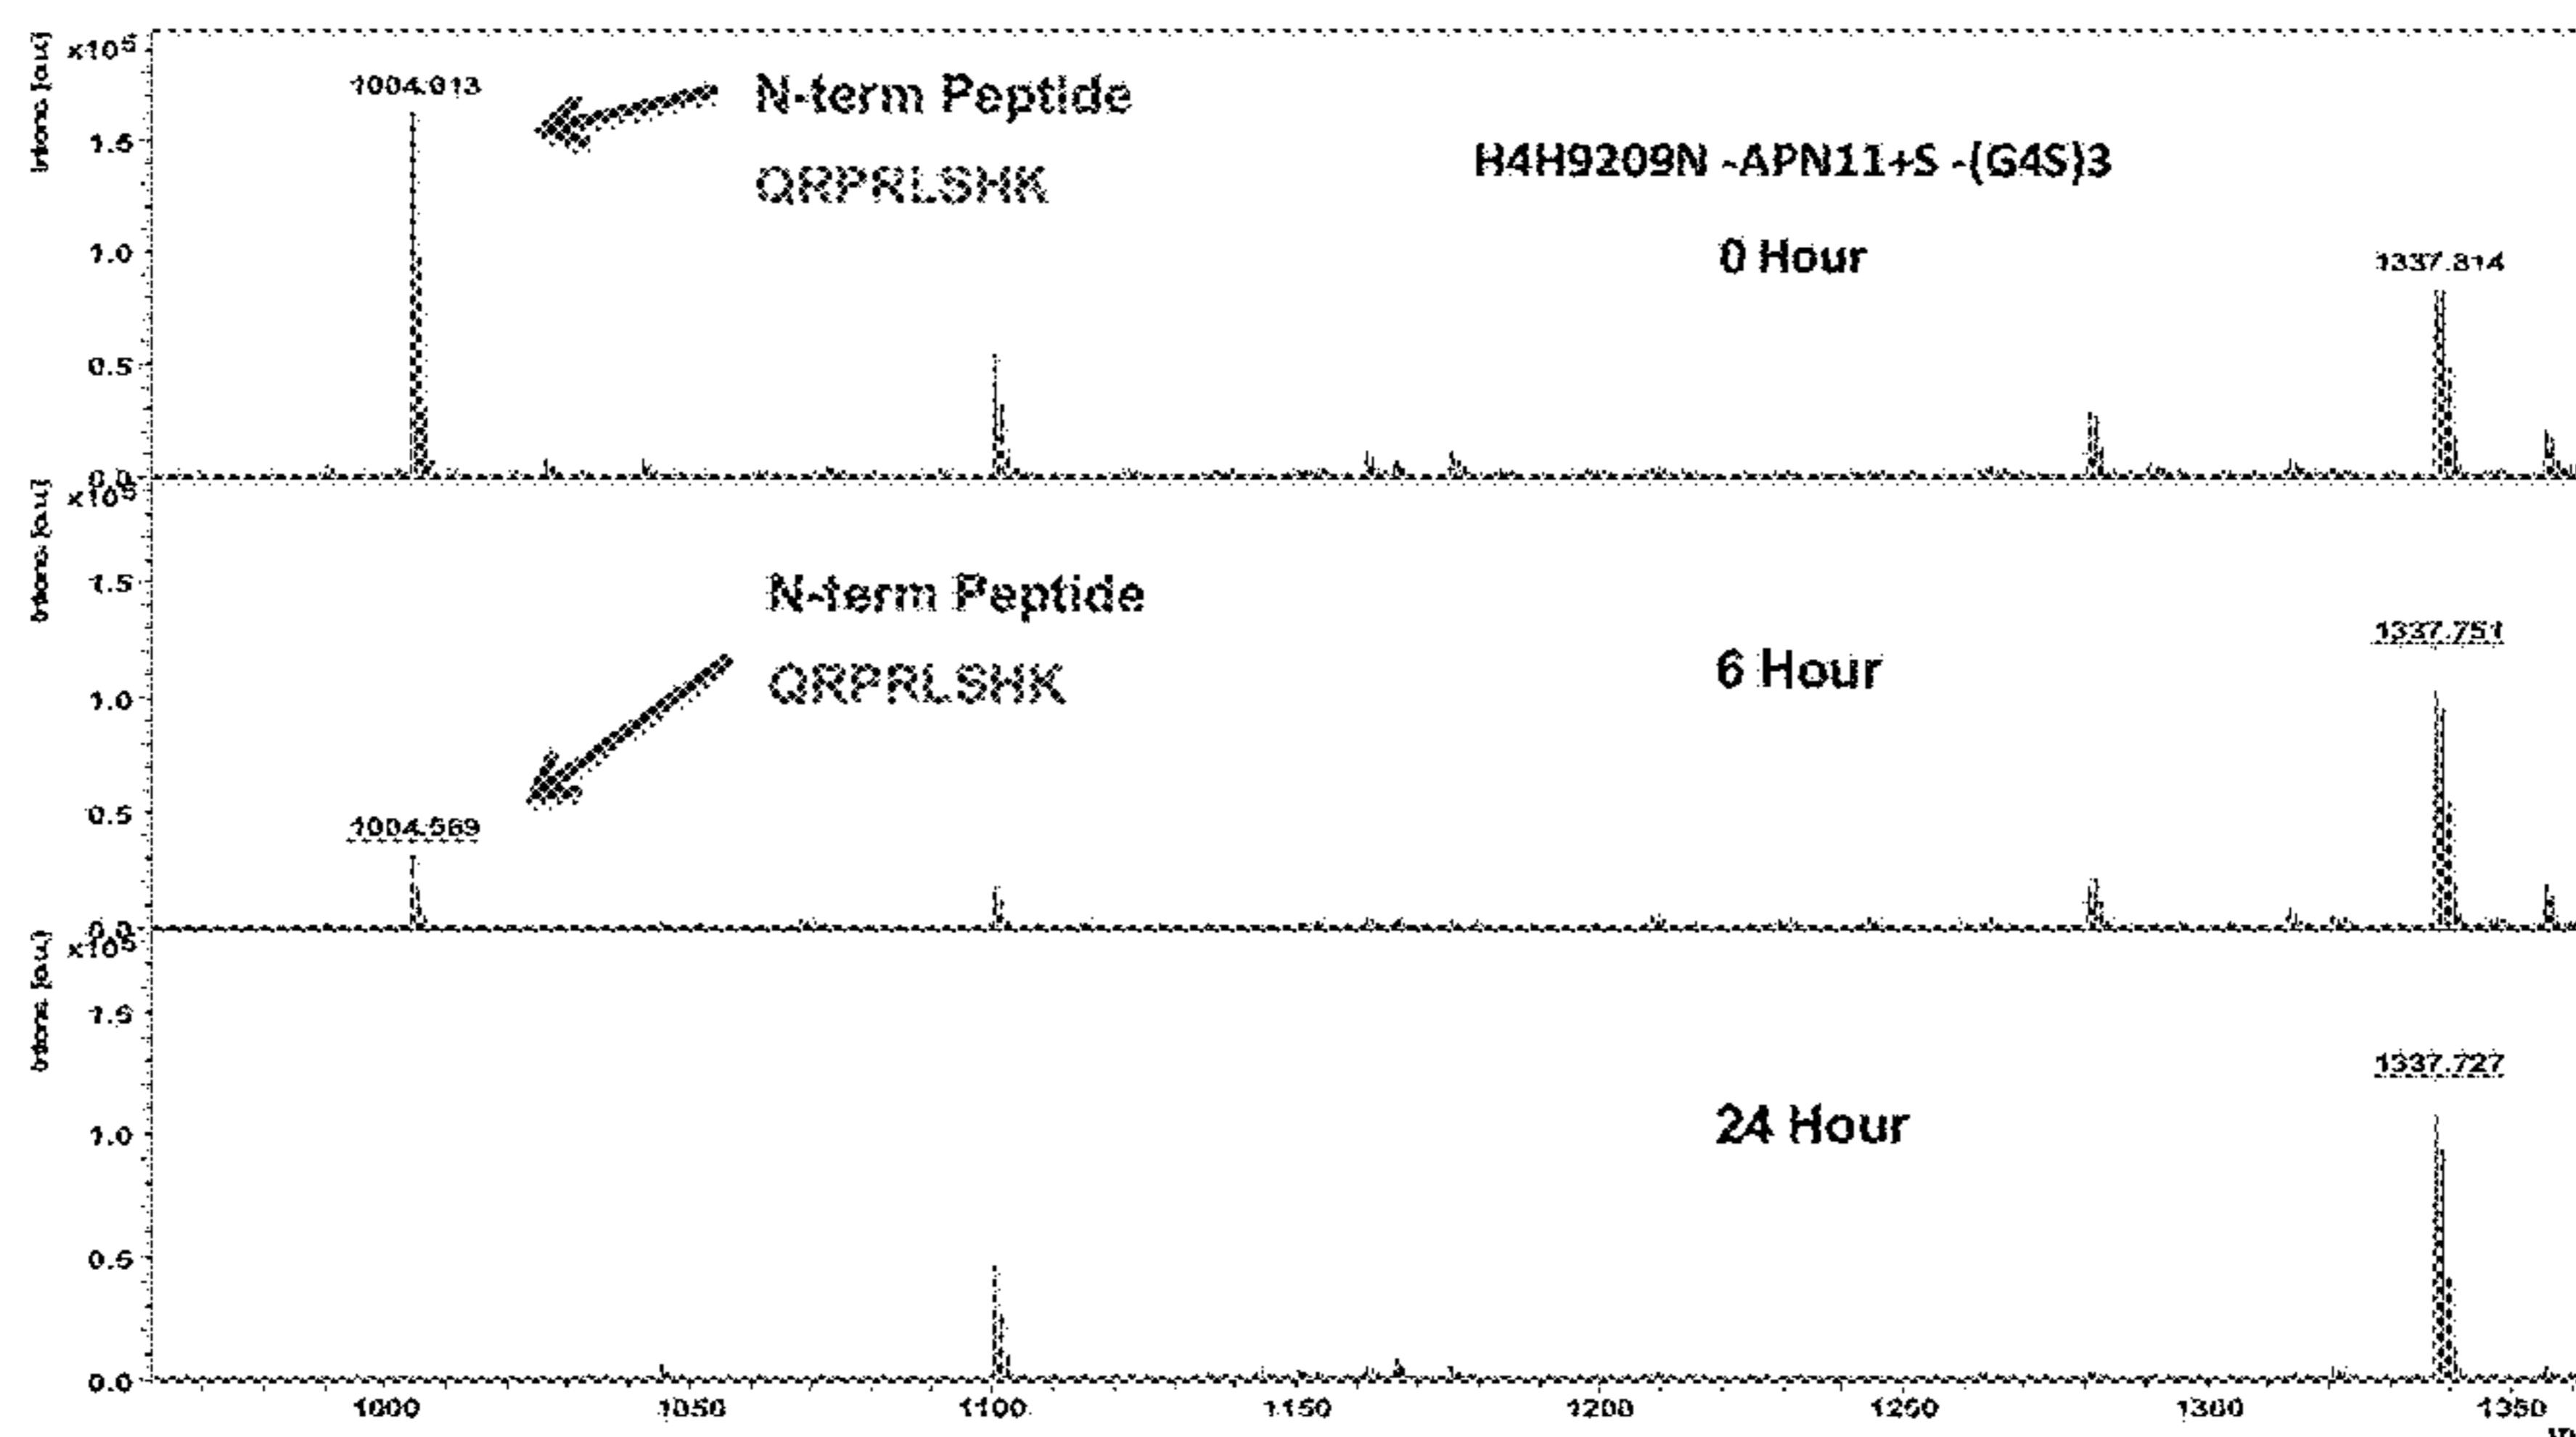 x10⁵
Intens. [a.u.]
1004.613
N-term Peptide
QRPRLSHK
H4H9209N -APN11+S -(G4S)3
0 Hour
1337.814
1.5
1.0
0.5
0.0
x10⁵
Intens. [a.u.]
N-term Peptide
QRPRLSHK
6 Hour
1004.569
1337.751
1.5
1.0
0.5
0.0
x10⁵
Intens. [a.u.]
24 Hour
1337.727
1.5
1.0
0.5
0.0
1000 1050 1100 1150 1200 1250 1300 1350